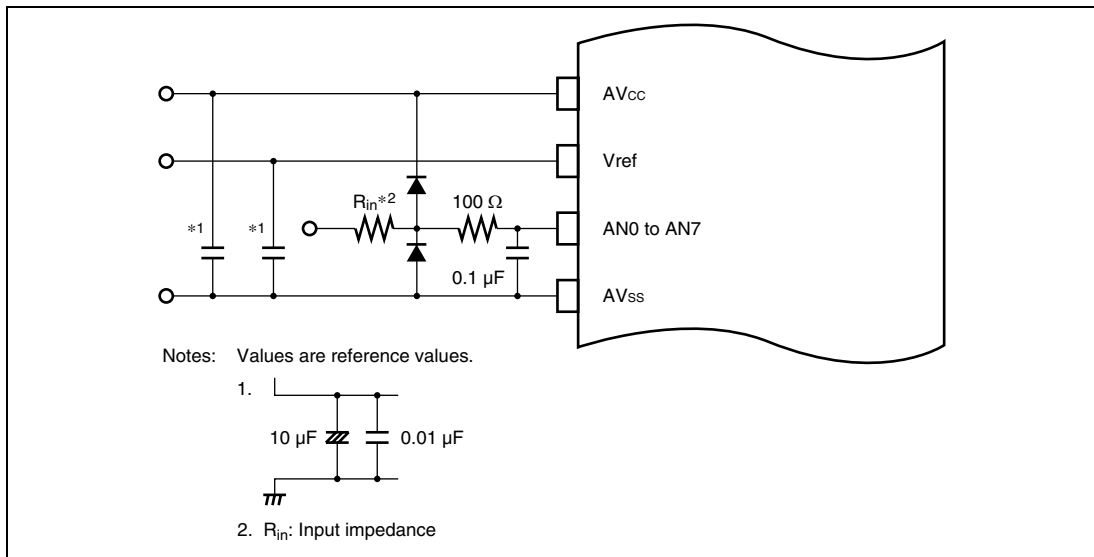 AVCC
Vref
Rin*2
100 Ω
*1
*1
AN0 to AN7
0.1 µF
AVSS
Notes: Values are reference values.
1.
10 µF
0.01 µF
2. Rin: Input impedance